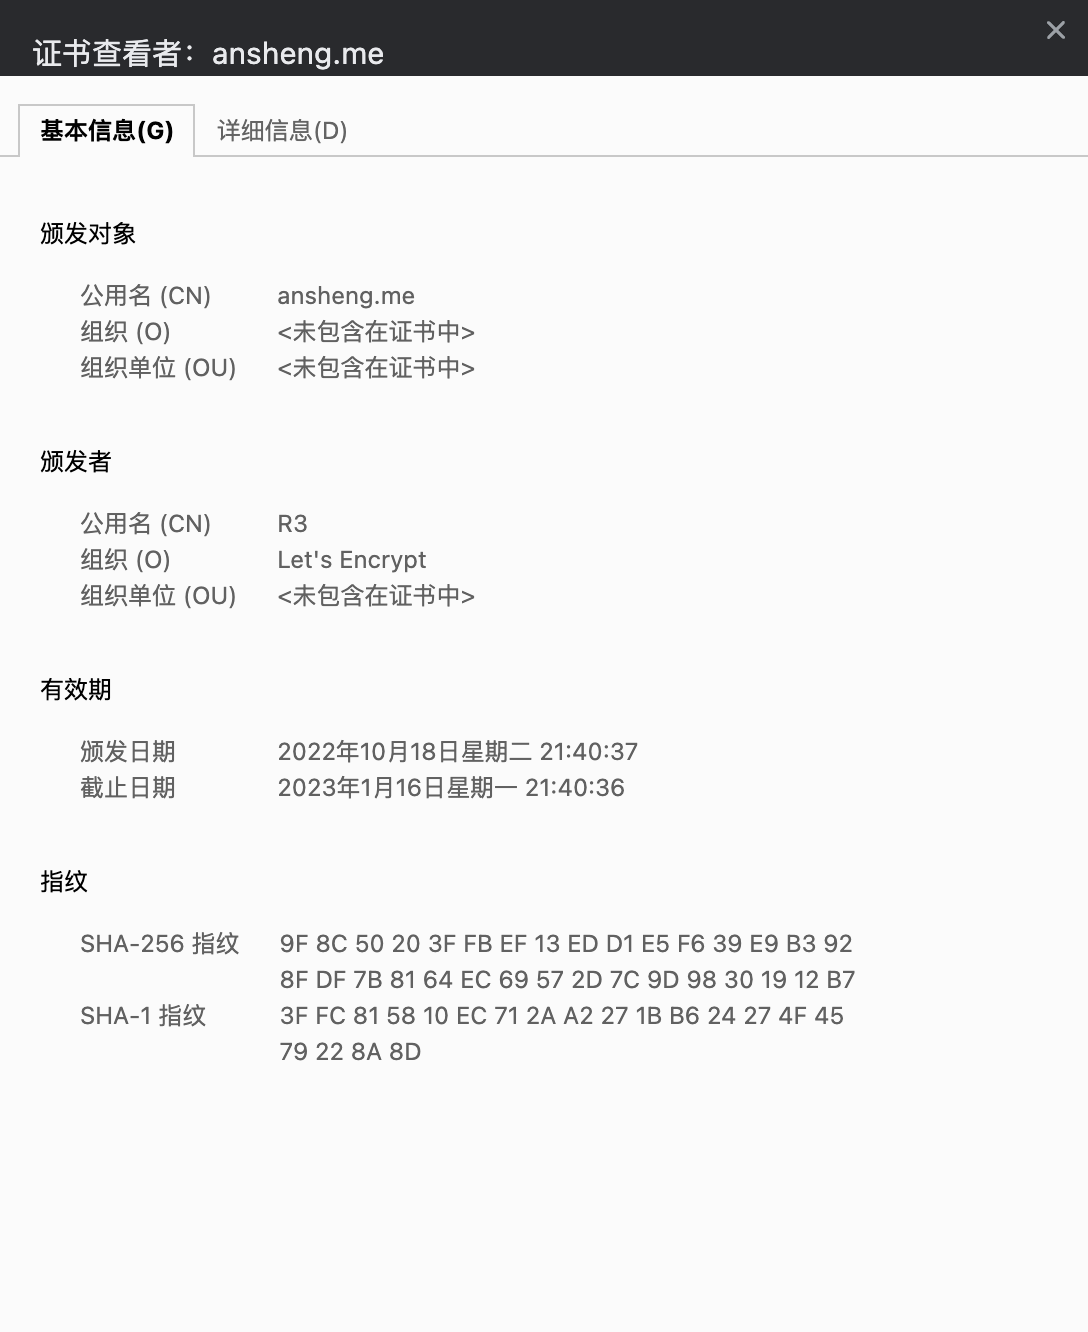 证书查看者：ansheng.me
基本信息(G) 详细信息(D)
颁发对象
公用名 (CN) ansheng.me
组织 (O) <未包含在证书中>
组织单位 (OU) <未包含在证书中>
颁发者
公用名 (CN) R3
组织 (O) Let's Encrypt
组织单位 (OU) <未包含在证书中>
有效期
颁发日期 2022年10月18日星期二 21:40:37
截止日期 2023年1月16日星期一 21:40:36
指纹
SHA-256 指纹 9F 8C 50 20 3F FB EF 13 ED D1 E5 F6 39 E9 B3 92
8F DF 7B 81 64 EC 69 57 2D 7C 9D 98 30 19 12 B7
SHA-1 指纹 3F FC 81 58 10 EC 71 2A A2 27 1B B6 24 27 4F 45
79 22 8A 8D